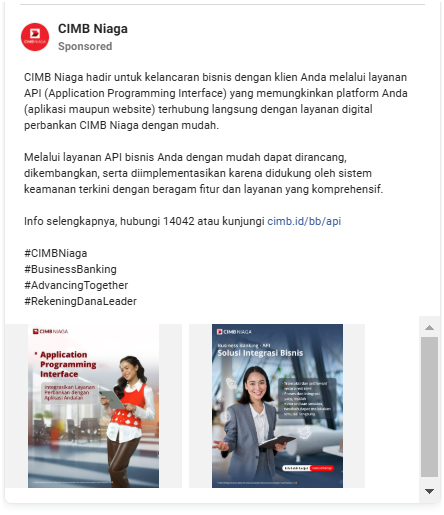 CIMB Niaga
Sponsored
CIMB Niaga hadir untuk kelancaran bisnis dengan klien Anda melalui layanan
API (Application Programming Interface) yang memungkinkan platform Anda
(aplikasi maupun website) terhubung langsung dengan layanan digital
perbankan CIMB Niaga dengan mudah.
Melalui layanan API bisnis Anda dengan mudah dapat dirancang,
dikembangkan, serta diimplementasikan karena didukung oleh sistem
keamanan terkini dengan beragam fitur dan layanan yang komprehensif.
Info selengkapnya, hubungi 14042 atau kunjungi cimb.id/bb/api
#CIMBNiaga
#BusinessBanking
#AdvancingTogether
#RekeningDanaLeader
CIMB NIAGA
Application
Programming
Interface
Integrasikan Layanan
Perbankan dengan
Aplikasi Andalan
CIMB NIAGA
Business Banking - API
Solusi Integrasi Bisnis